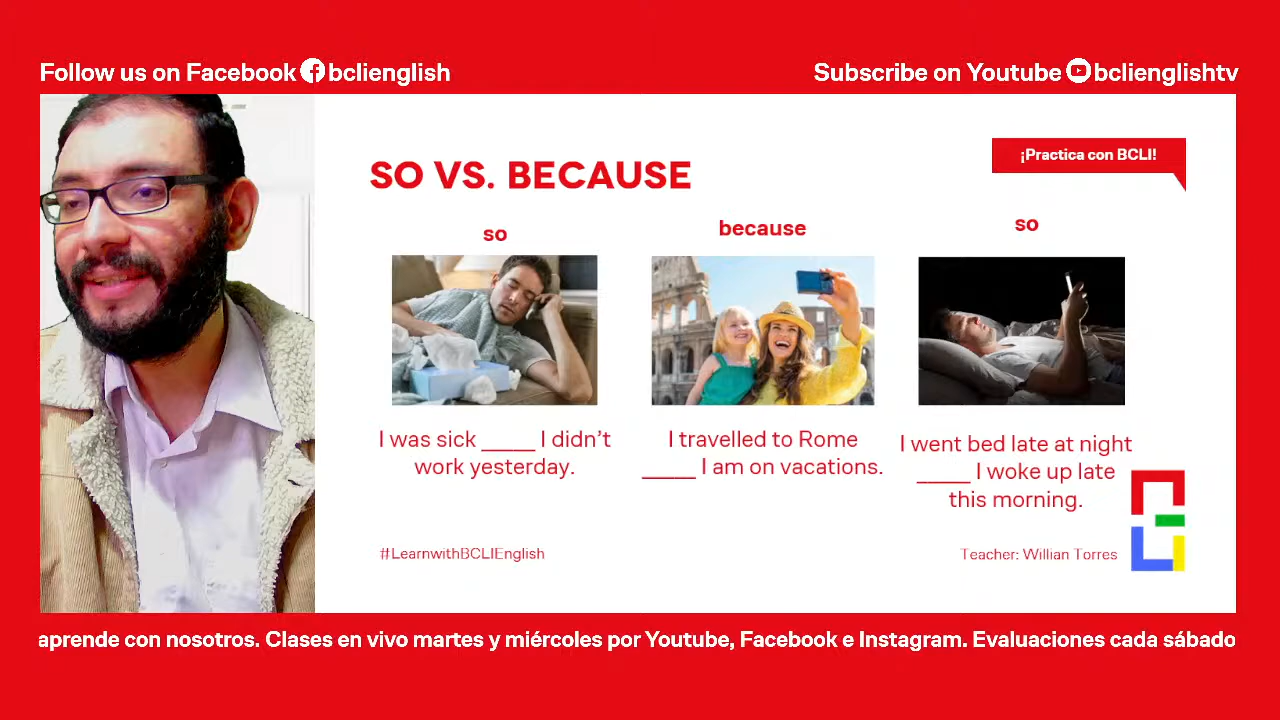 Follow us on Facebook bclienglish
Subscribe on Youtube bclienglishtv
¡Practica con BCLI!
SO VS. BECAUSE
so
because
so
I was sick _____ I didn't
work yesterday.
I travelled to Rome
_____ I am on vacations.
I went bed late at night
_____ I woke up late
this morning.
#LearnwithBCLIEnglish
Teacher: Willian Torres
aprende con nosotros. Clases en vivo martes y miércoles por Youtube, Facebook e Instagram. Evaluaciones cada sábado